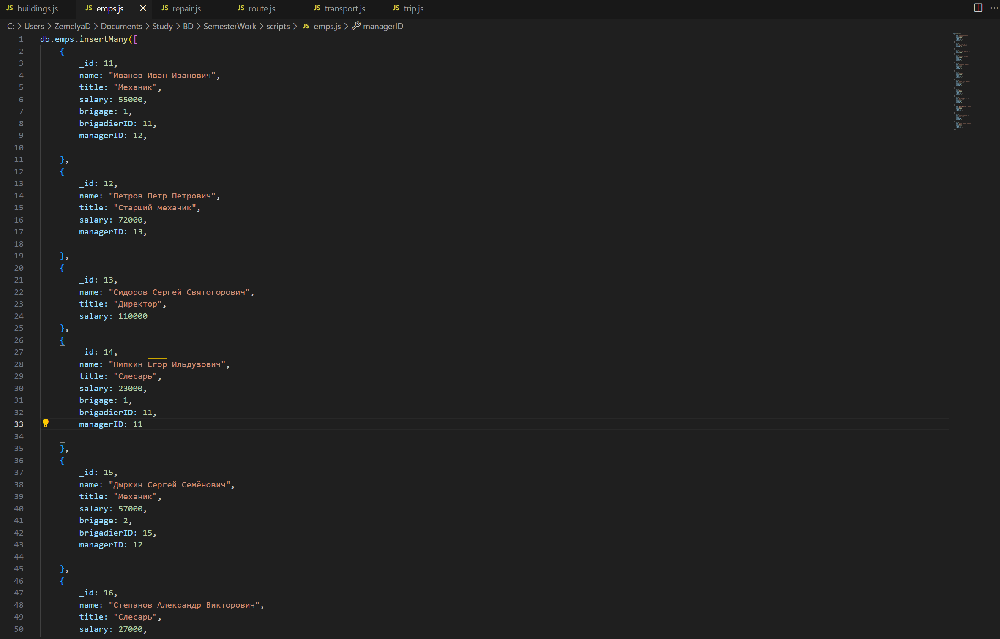 JS buildings.js JS emps.js JS repair.js JS route.js JS transport.js JS trip.js
C: > Users > ZemelyaD > Documents > Study > BD > SemesterWork > scripts > JS emps.js > managerID
1 db.emps.insertMany([
2 {
3 _id: 11,
4 name: "Иванов Иван Иванович",
5 title: "Механик",
6 salary: 55000,
7 brigage: 1,
8 brigadierID: 11,
9 managerID: 12,
10
11 },
12 {
13 _id: 12,
14 name: "Петров Пётр Петрович",
15 title: "Старший механик",
16 salary: 72000,
17 managerID: 13,
18
19 },
20 {
21 _id: 13,
22 name: "Сидоров Сергей Святогорович",
23 title: "Директор",
24 salary: 110000
25 },
26 {
27 _id: 14,
28 name: "Пипкин Егор Ильдузович",
29 title: "Слесарь",
30 salary: 23000,
31 brigage: 1,
32 brigadierID: 11,
33 managerID: 11
34
35 },
36 {
37 _id: 15,
38 name: "Дыркин Сергей Семёнович",
39 title: "Механик",
40 salary: 57000,
41 brigage: 2,
42 brigadierID: 15,
43 managerID: 12
44
45 },
46 {
47 _id: 16,
48 name: "Степанов Александр Викторович",
49 title: "Слесарь",
50 salary: 27000,